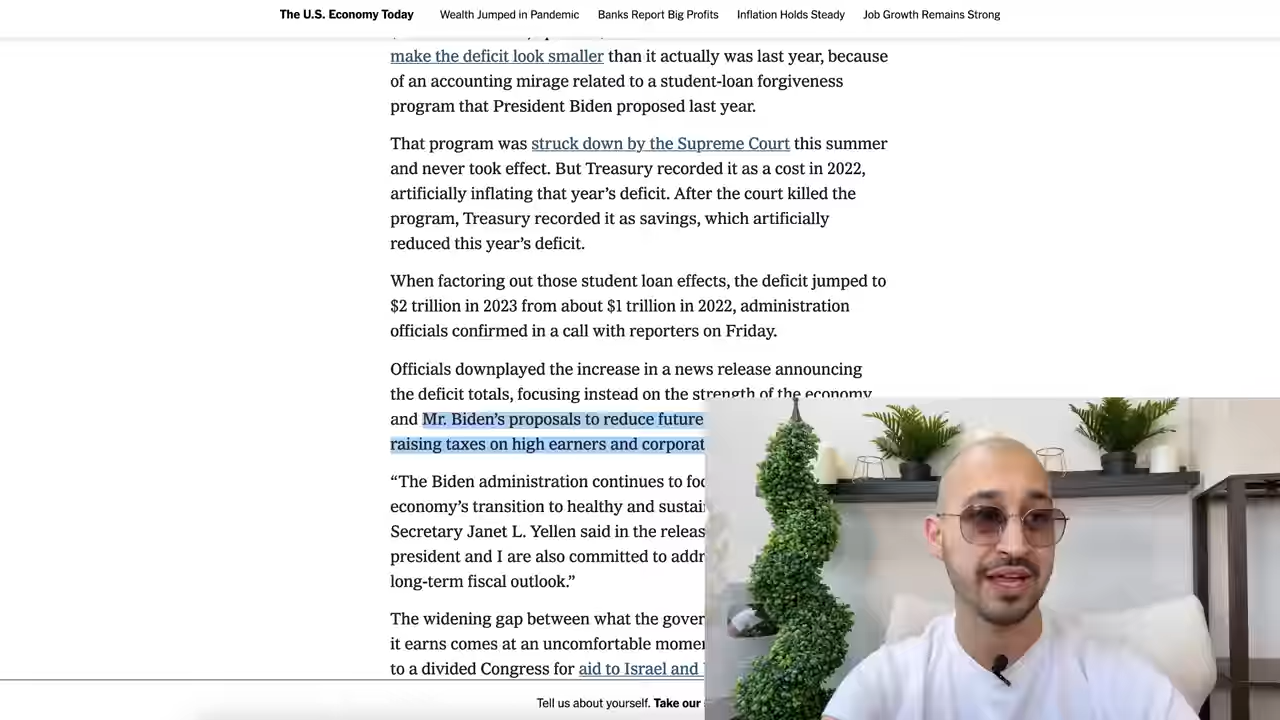 The U.S. Economy Today Wealth Jumped in Pandemic Banks Report Big Profits Inflation Holds Steady Job Growth Remains Strong
make the deficit look smaller than it actually was last year, because
of an accounting mirage related to a student-loan forgiveness
program that President Biden proposed last year.
That program was struck down by the Supreme Court this summer
and never took effect. But Treasury recorded it as a cost in 2022,
artificially inflating that year’s deficit. After the court killed the
program, Treasury recorded it as savings, which artificially
reduced this year’s deficit.
When factoring out those student loan effects, the deficit jumped to
$2 trillion in 2023 from about $1 trillion in 2022, administration
officials confirmed in a call with reporters on Friday.
Officials downplayed the increase in a news release announcing
the deficit totals, focusing instead on the strength of the economy
and Mr. Biden’s proposals to reduce future
raising taxes on high earners and corporat
“The Biden administration continues to foc
economy’s transition to healthy and sustai
Secretary Janet L. Yellen said in the releas
president and I are also committed to addr
long-term fiscal outlook.”
The widening gap between what the gover
it earns comes at an uncomfortable momen
to a divided Congress for aid to Israel and
Tell us about yourself. Take our